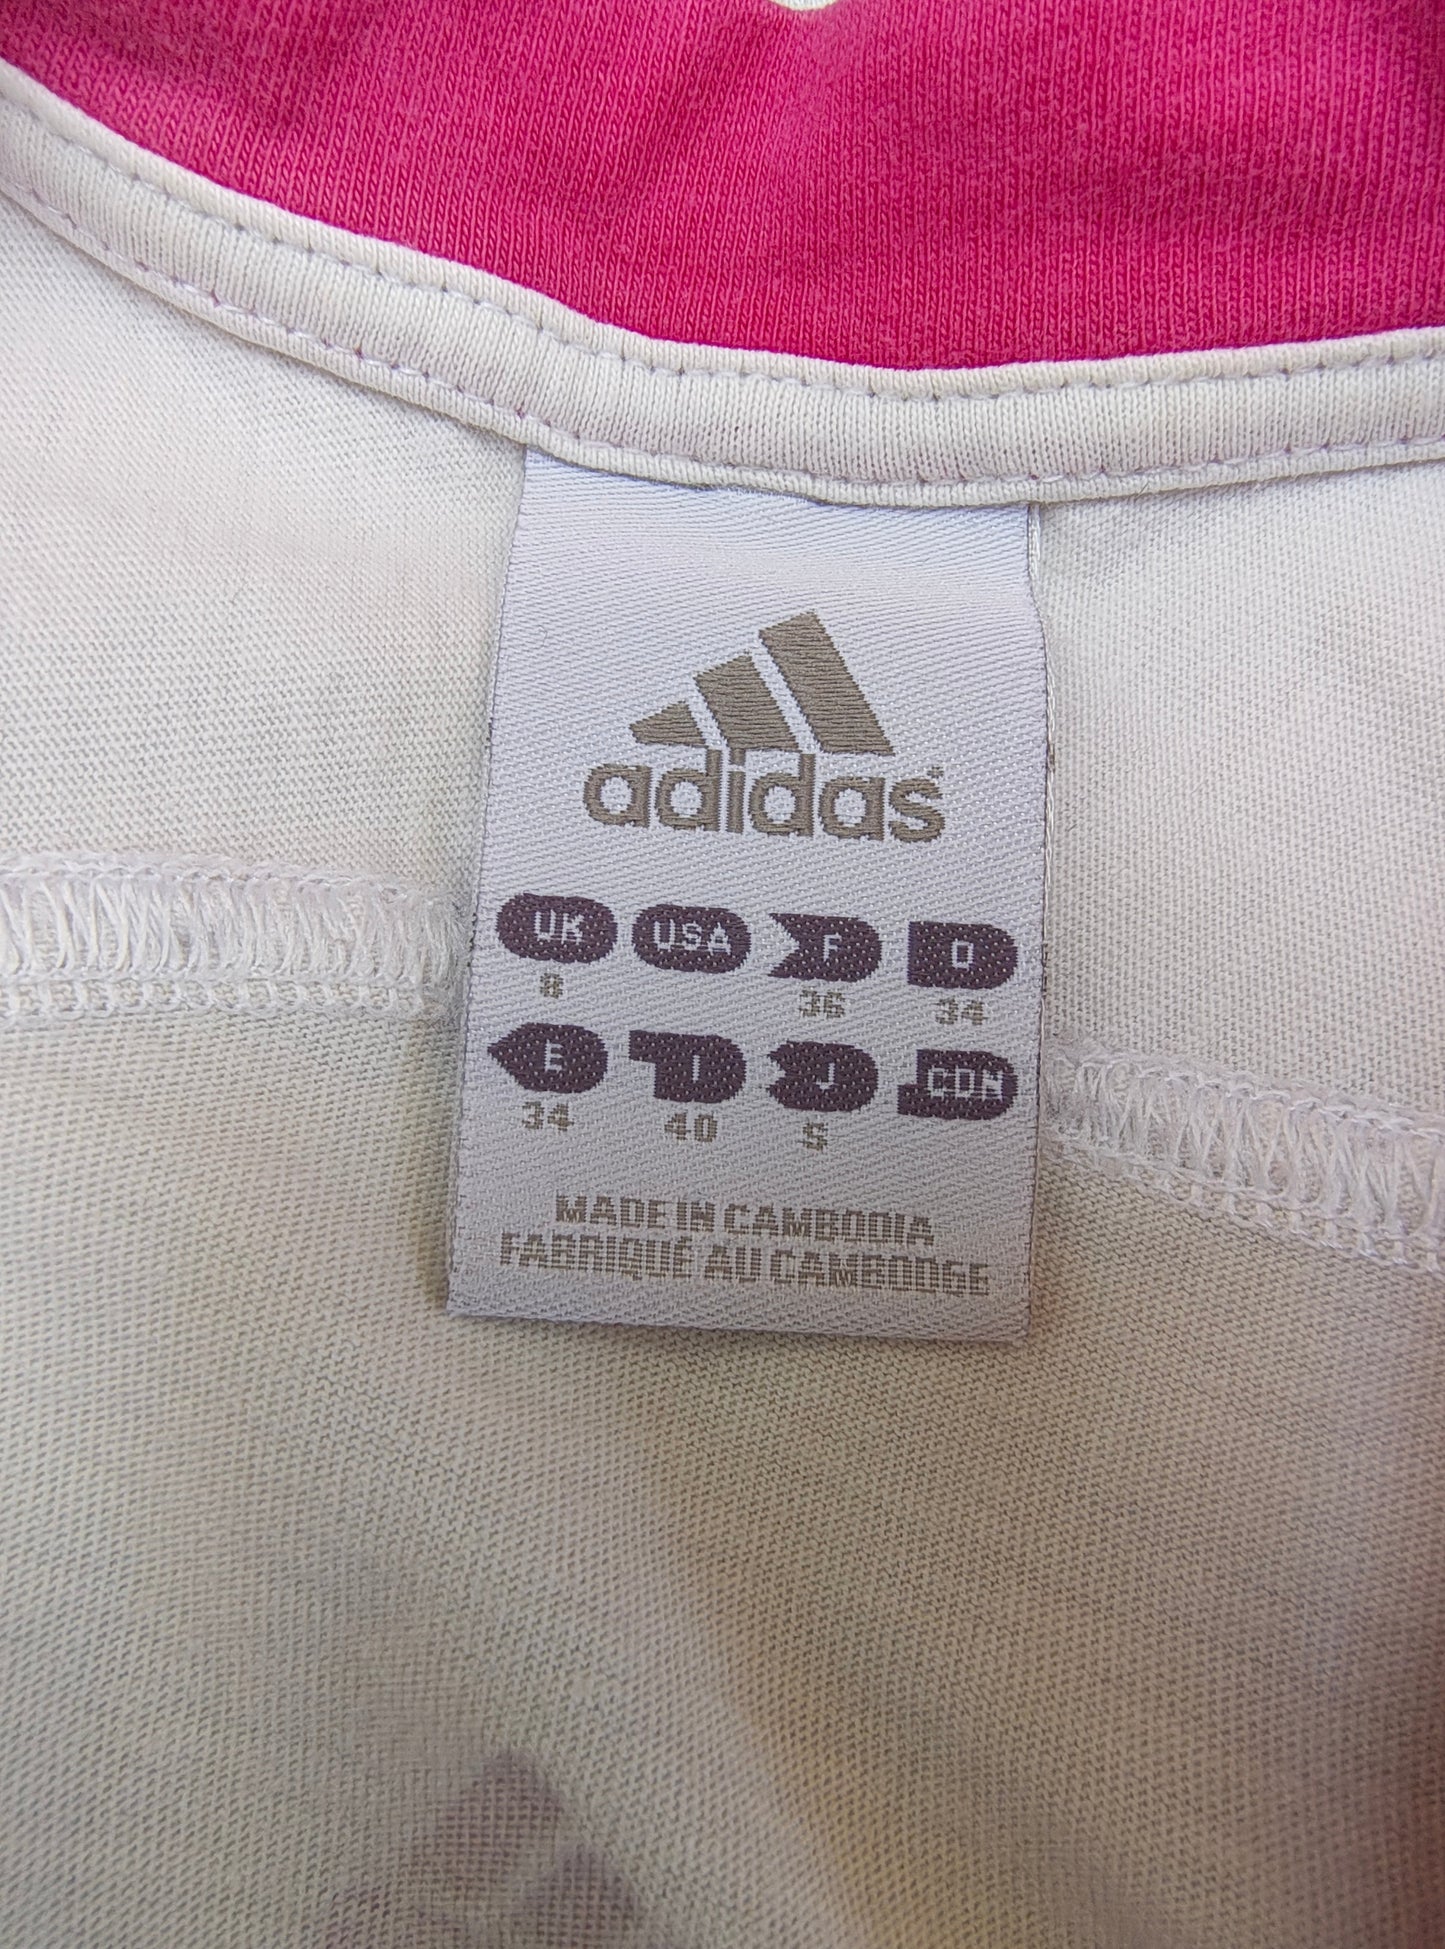 adidas
UK USA F D
8 36 34
E I J CDN
34 40 S
MADE IN CAMBODIA
FABRIQUÉ AU CAMBODGE